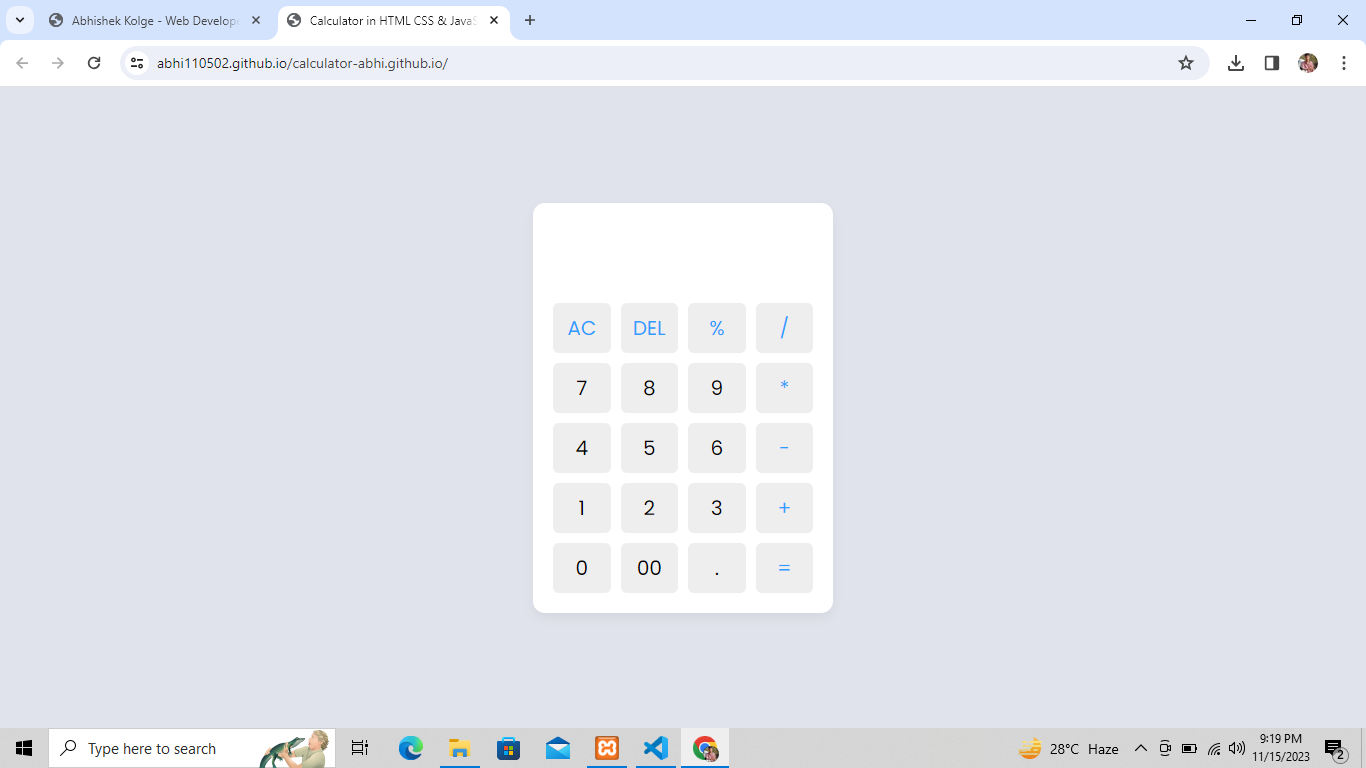 Abhishek Kolge - Web Develope
Calculator in HTML CSS & JavaS
abhi110502.github.io/calculator-abhi.github.io/
AC DEL % /
7 8 9 *
4 5 6 -
1 2 3 +
0 00 . =
Type here to search
28°C Haze
9:19 PM
11/15/2023
2